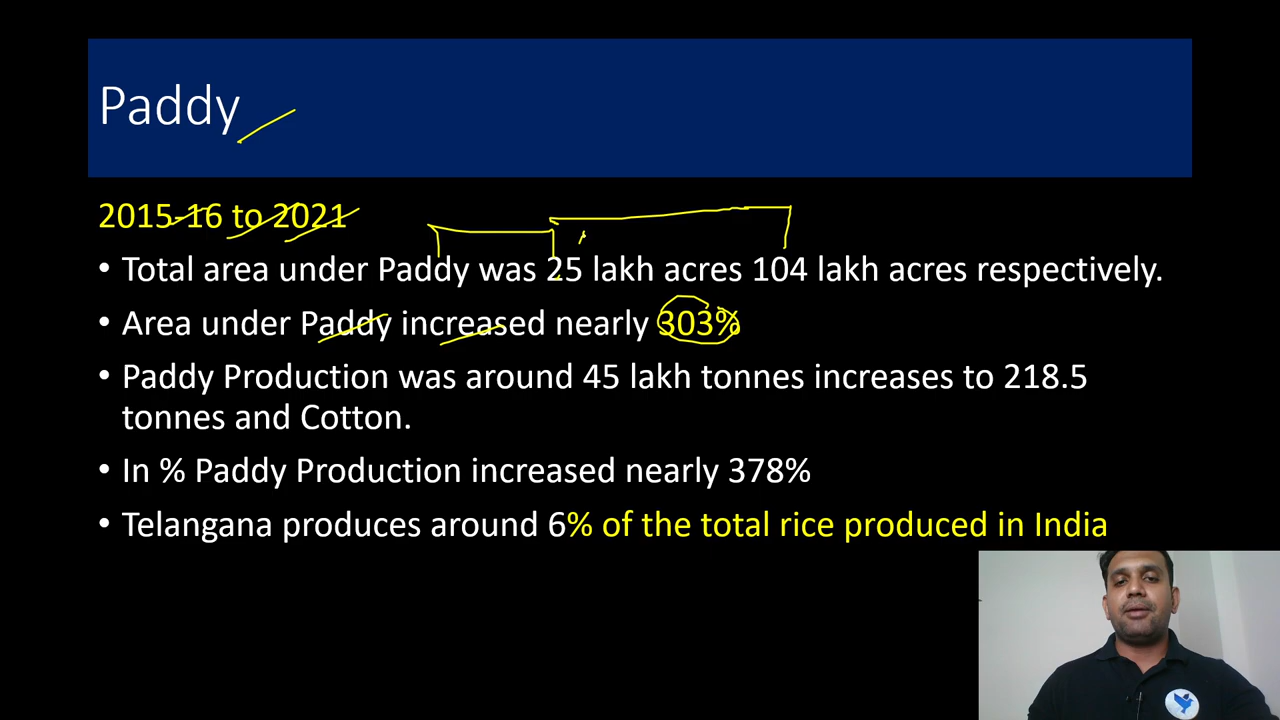 Paddy
2015-16 to 2021
• Total area under Paddy was 25 lakh acres 104 lakh acres respectively.
• Area under Paddy increased nearly 303%
• Paddy Production was around 45 lakh tonnes increases to 218.5
tonnes and Cotton.
• In % Paddy Production increased nearly 378%
• Telangana produces around 6% of the total rice produced in India